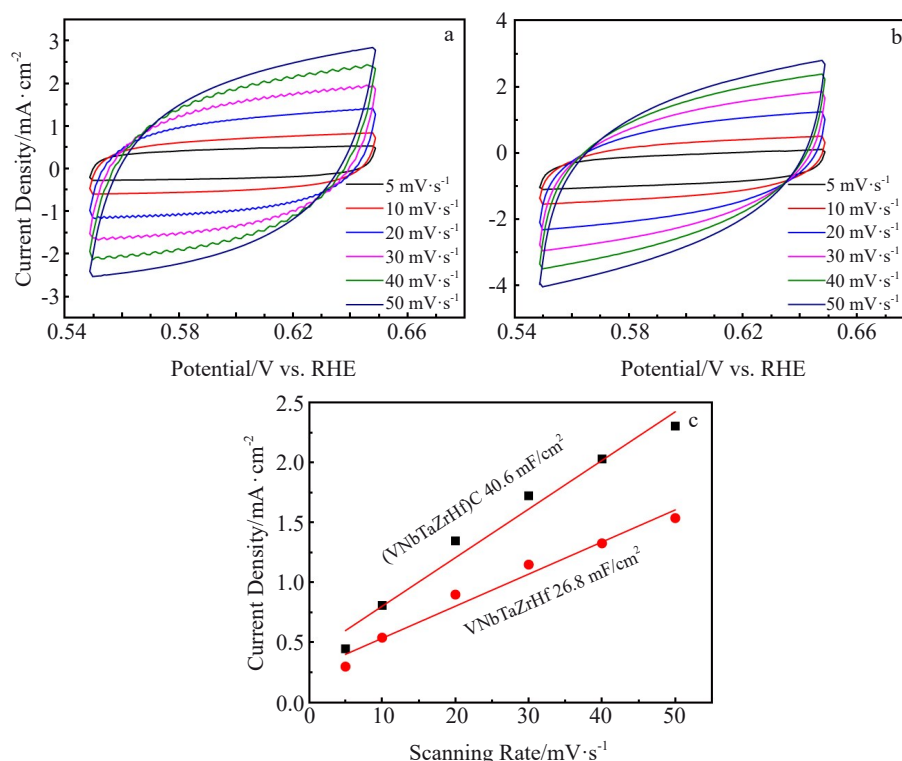 a
Current Density/mA·cm-2
3
2
1
0
-1
-2
-3
5 mV·s-1
10 mV·s-1
20 mV·s-1
30 mV·s-1
40 mV·s-1
50 mV·s-1
0.54 0.58 0.62 0.66
Potential/V vs. RHE
b
4
2
0
-2
-4
5 mV·s-1
10 mV·s-1
20 mV·s-1
30 mV·s-1
40 mV·s-1
50 mV·s-1
0.54 0.58 0.62 0.66
Potential/V vs. RHE
c
Current Density/mA·cm-2
2.5
2.0
1.5
1.0
0.5
0.0
(VNbTaZrHf)C 40.6 mF/cm2
VNbTaZrHf 26.8 mF/cm2
0 10 20 30 40 50
Scanning Rate/mV·s-1